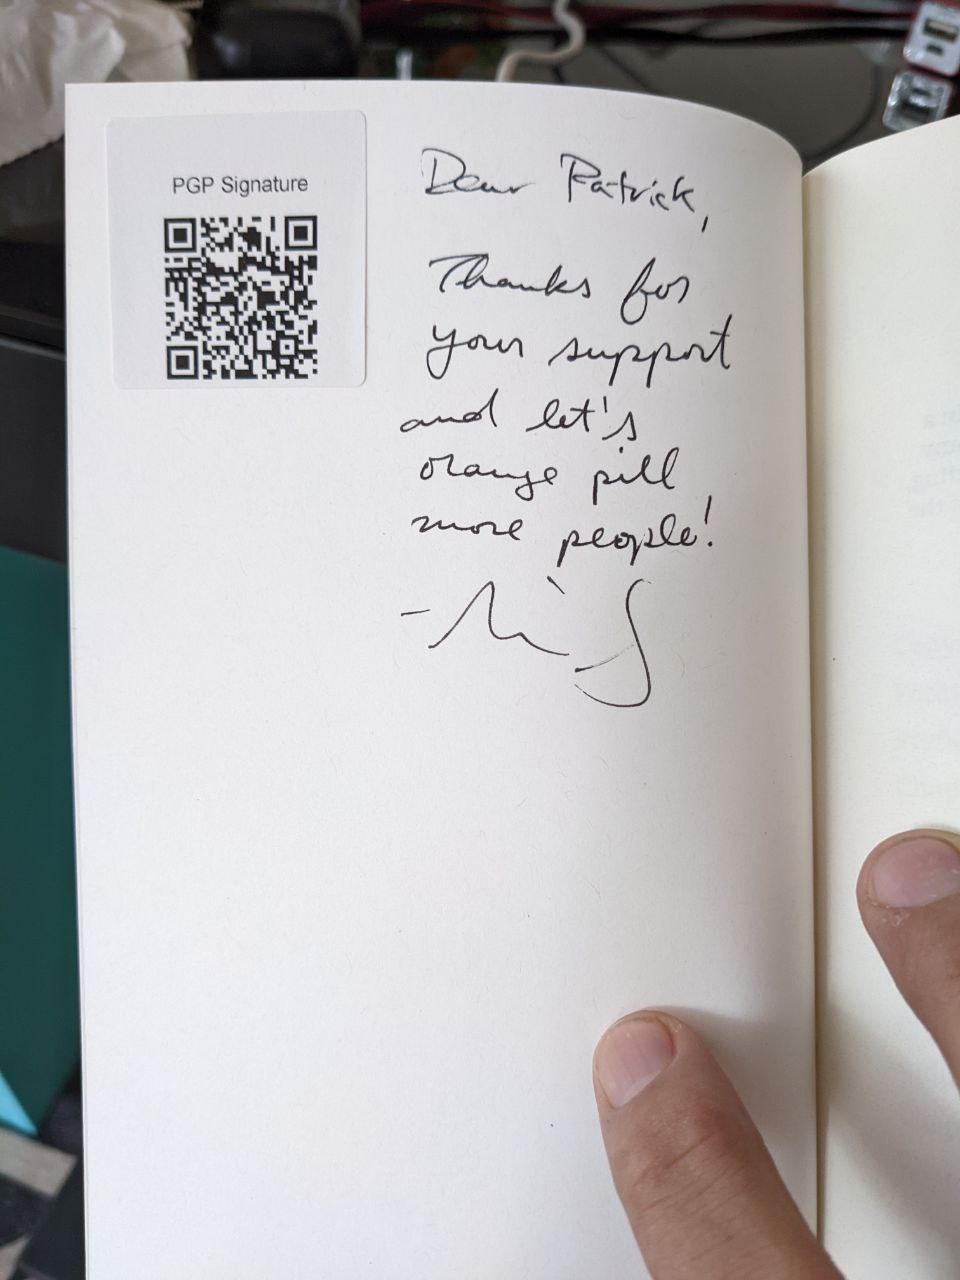 PGP Signature
Dear Patrick,
Thanks for
your support
and let's
orange pill
more people!